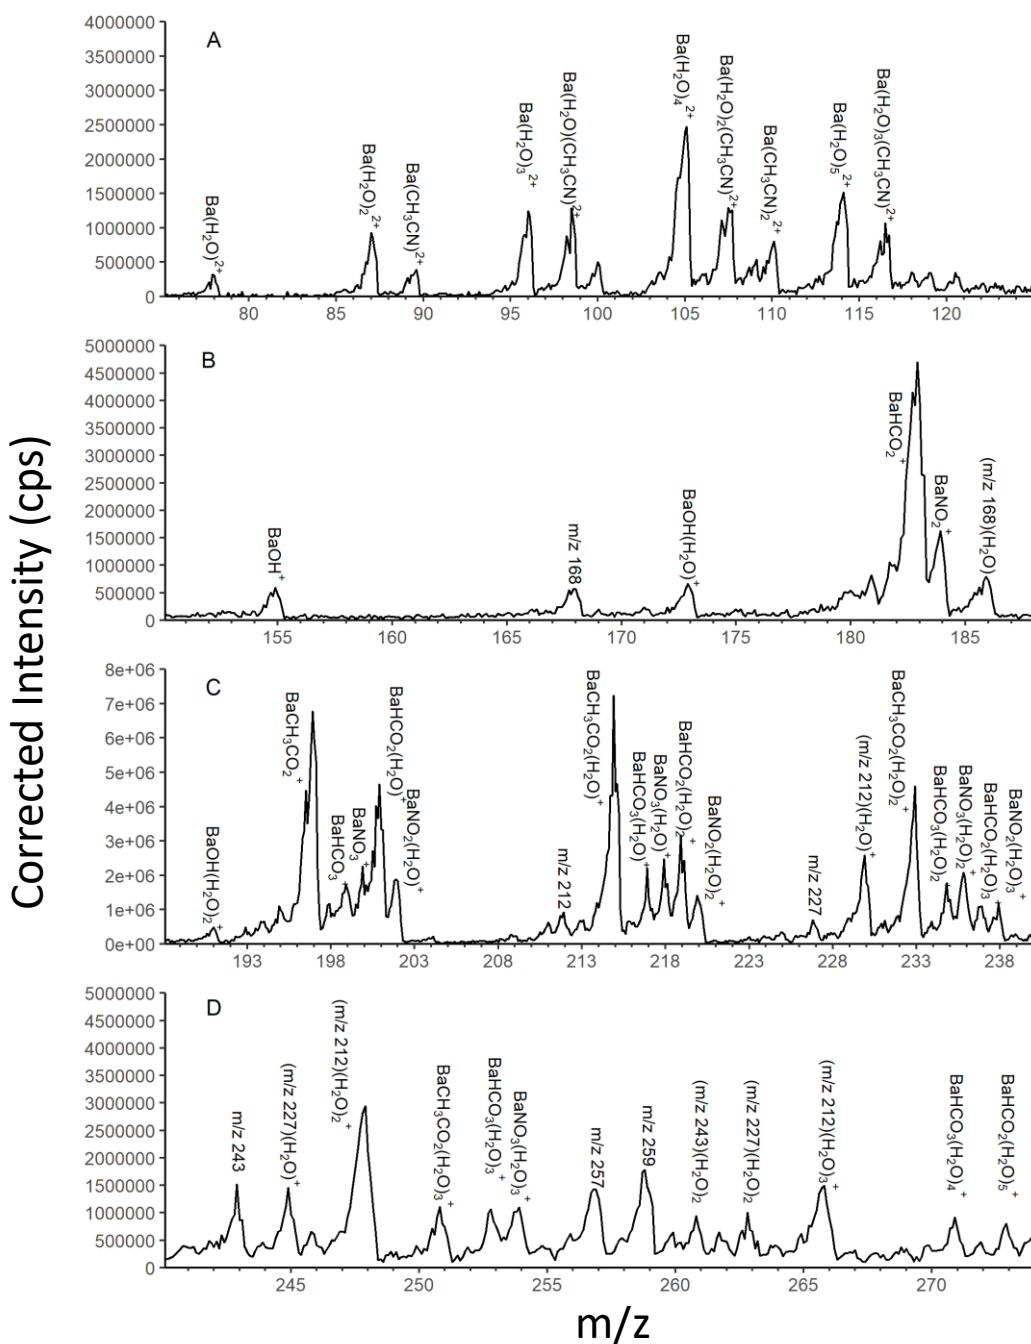 Corrected Intensity (cps)
A
4000000
3500000
3000000
2500000
2000000
1500000
1000000
500000
0
Ba(H₂O)²⁺
Ba(H₂O)₂²⁺
Ba(CH₃CN)²⁺
Ba(H₂O)₃²⁺
Ba(H₂O)(CH₃CN)²⁺
Ba(H₂O)₄²⁺
Ba(H₂O)₂(CH₃CN)²⁺
Ba(CH₃CN)₂²⁺
Ba(H₂O)₅²⁺
Ba(H₂O)₃(CH₃CN)²⁺
80 85 90 95 100 105 110 115 120
B
5000000
4500000
4000000
3500000
3000000
2500000
2000000
1500000
1000000
500000
0
BaOH⁺
m/z 168
BaOH(H₂O)⁺
BaHCO₂⁺
BaNO₂⁺
(m/z 168)(H₂O)⁺
155 160 165 170 175 180 185
C
8e+06
7e+06
6e+06
5e+06
4e+06
3e+06
2e+06
1e+06
0e+00
BaOH(H₂O)₂⁺
BaCH₃CO₂⁺
BaHCO₃⁺
BaNO₃⁺
BaHCO₂(H₂O)⁺
BaNO₂(H₂O)⁺
m/z 212
BaCH₃CO₂(H₂O)⁺
BaHCO₃(H₂O)⁺
BaNO₃(H₂O)⁺
BaHCO₂(H₂O)₂⁺
BaNO₂(H₂O)₂⁺
m/z 227
(m/z 212)(H₂O)⁺
BaCH₃CO₂(H₂O)₂⁺
BaHCO₃(H₂O)₂⁺
BaNO₃(H₂O)₂⁺
BaHCO₂(H₂O)₃⁺
BaNO₂(H₂O)₃⁺
193 198 203 208 213 218 223 228 233 238
D
5000000
4500000
4000000
3500000
3000000
2500000
2000000
1500000
1000000
500000
0
m/z 243
(m/z 227)(H₂O)⁺
(m/z 212)(H₂O)₂⁺
BaCH₃CO₂(H₂O)₃⁺
BaHCO₃(H₂O)₃⁺
BaNO₃(H₂O)₃⁺
m/z 257
m/z 259
(m/z 243)(H₂O)₂
(m/z 227)(H₂O)₂
(m/z 212)(H₂O)₃⁺
BaHCO₃(H₂O)₄⁺
BaHCO₂(H₂O)₅⁺
245 250 255 260 265 270
m/z